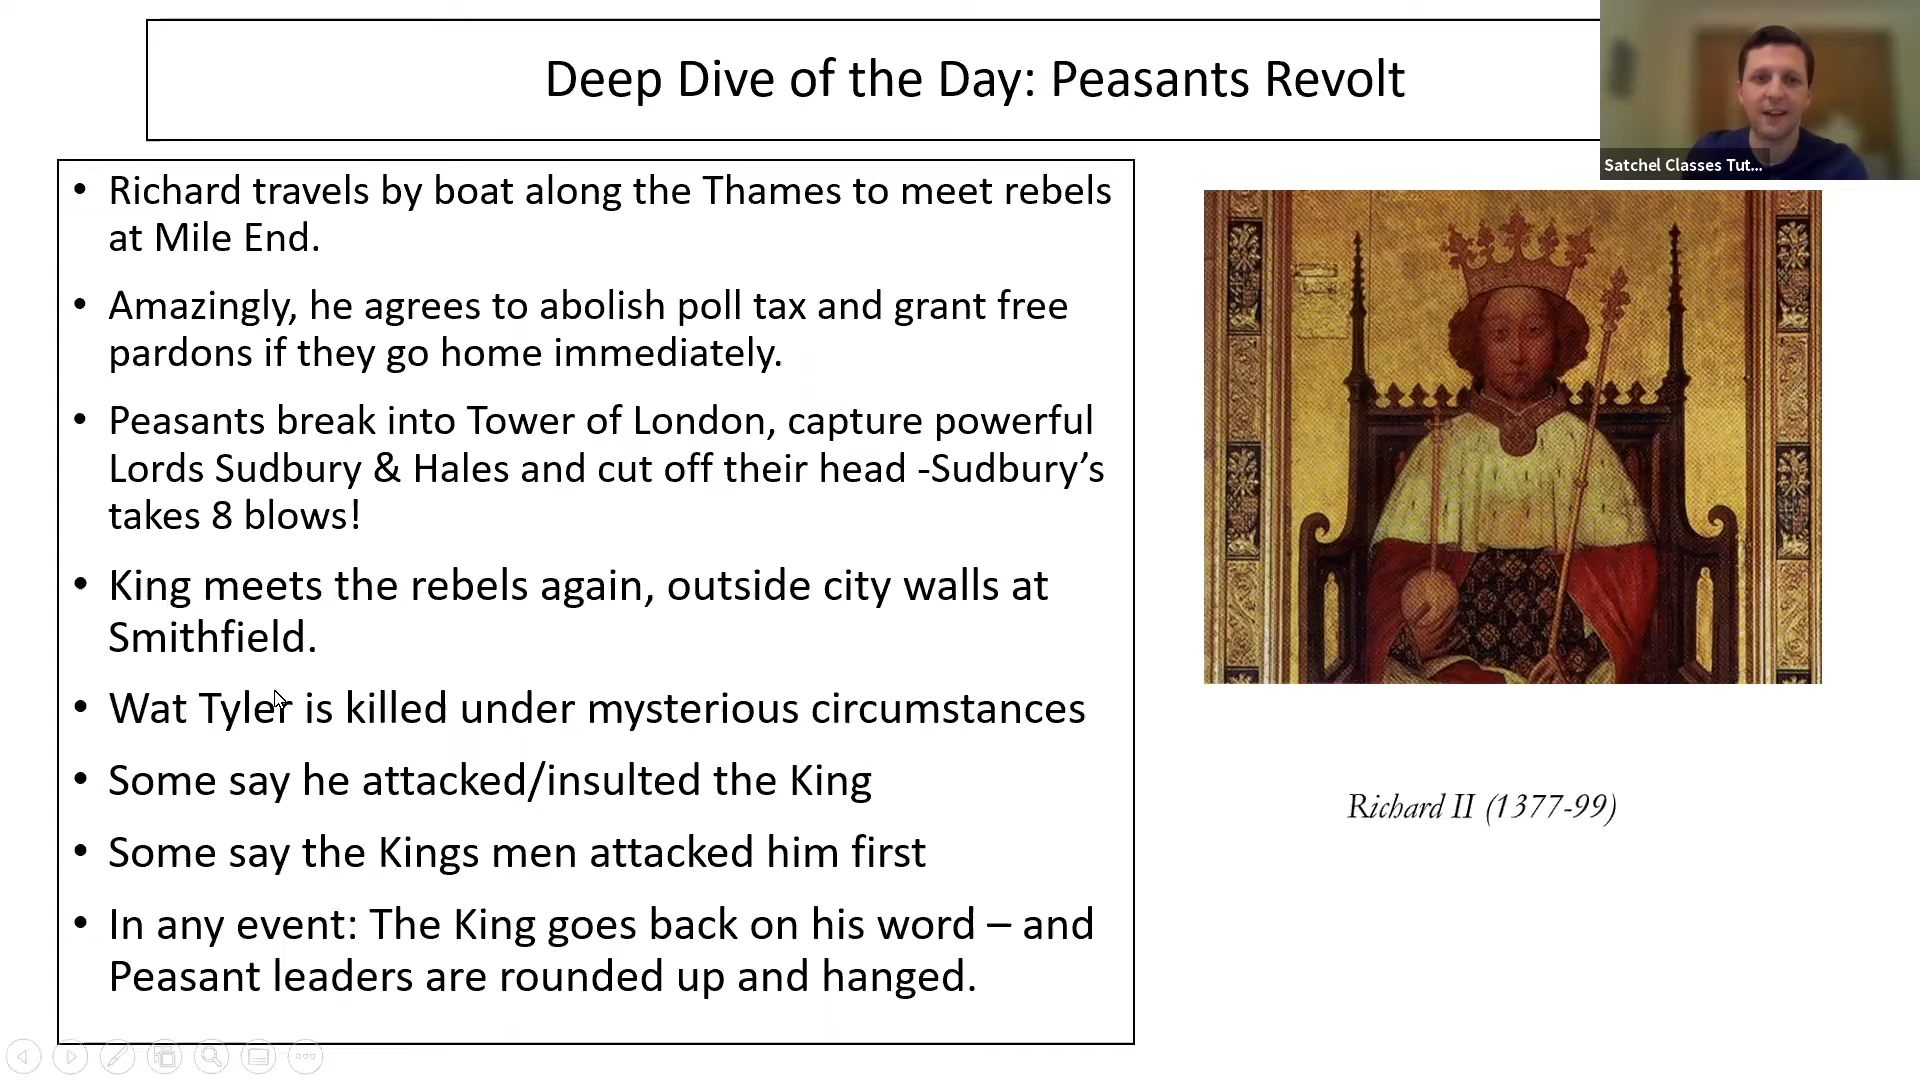 Deep Dive of the Day: Peasants Revolt
Satchel Classes Tut...
• Richard travels by boat along the Thames to meet rebels
at Mile End.
• Amazingly, he agrees to abolish poll tax and grant free
pardons if they go home immediately.
• Peasants break into Tower of London, capture powerful
Lords Sudbury & Hales and cut off their head -Sudbury’s
takes 8 blows!
• King meets the rebels again, outside city walls at
Smithfield.
• Wat Tyler is killed under mysterious circumstances
• Some say he attacked/insulted the King
• Some say the Kings men attacked him first
• In any event: The King goes back on his word – and
Peasant leaders are rounded up and hanged.
Richard II (1377-99)